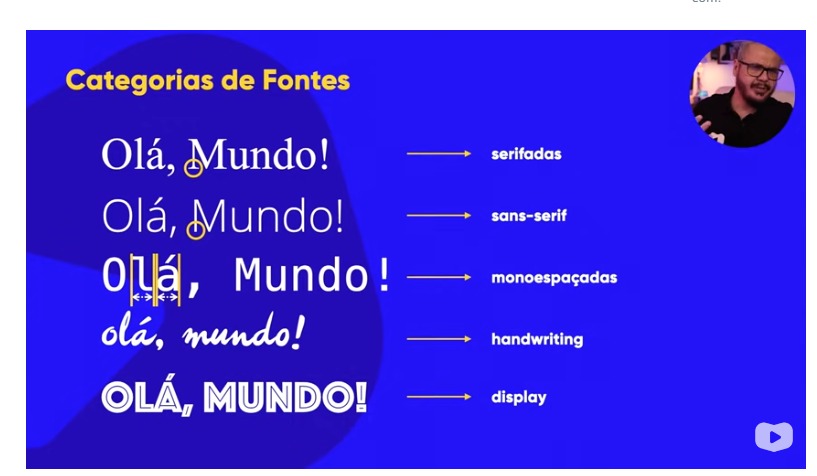 Categorias de Fontes
Olá, Mundo! serifadas
Olá, Mundo! sans-serif
Olá, Mundo! monoespaçadas
olá, mundo! handwriting
OLÁ, MUNDO! display